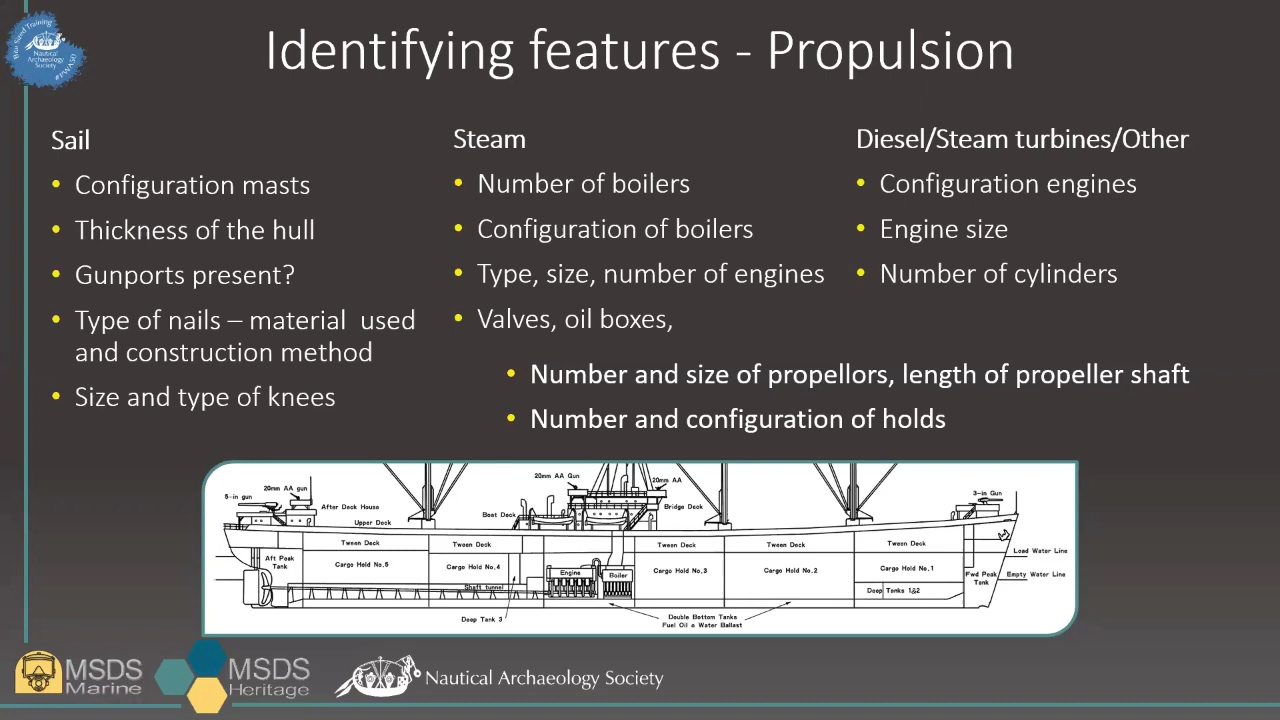 Identifying features - Propulsion
Nautical
Archaeology
Society
Sail
• Configuration masts
• Thickness of the hull
• Gunports present?
• Type of nails – material used
and construction method
• Size and type of knees
Steam
• Number of boilers
• Configuration of boilers
• Type, size, number of engines
• Valves, oil boxes,
Diesel/Steam turbines/Other
• Configuration engines
• Engine size
• Number of cylinders
• Number and size of propellors, length of propeller shaft
• Number and configuration of holds
5-in gun
20mm AA gun
After Deck House
Upper Deck
Boat Deck
20mm AA Gun
20mm AA
Bridge Deck
3-in Gun
Aft Peak
Tank
Tween Deck
Cargo Hold No.5
Tween Deck
Cargo Hold No.4
Shaft tunnel
Deep Tank 3
Engine
Boiler
Tween Deck
Cargo Hold No.3
Tween Deck
Cargo Hold No.2
Tween Deck
Cargo Hold No.1
Deep Tanks 1&2
Fwd Peak
Tank
Load Water Line
Empty Water Line
Double Bottom Tanks
Fuel Oil o Water Ballast
MSDS
Marine
MSDS
Heritage
Nautical Archaeology Society